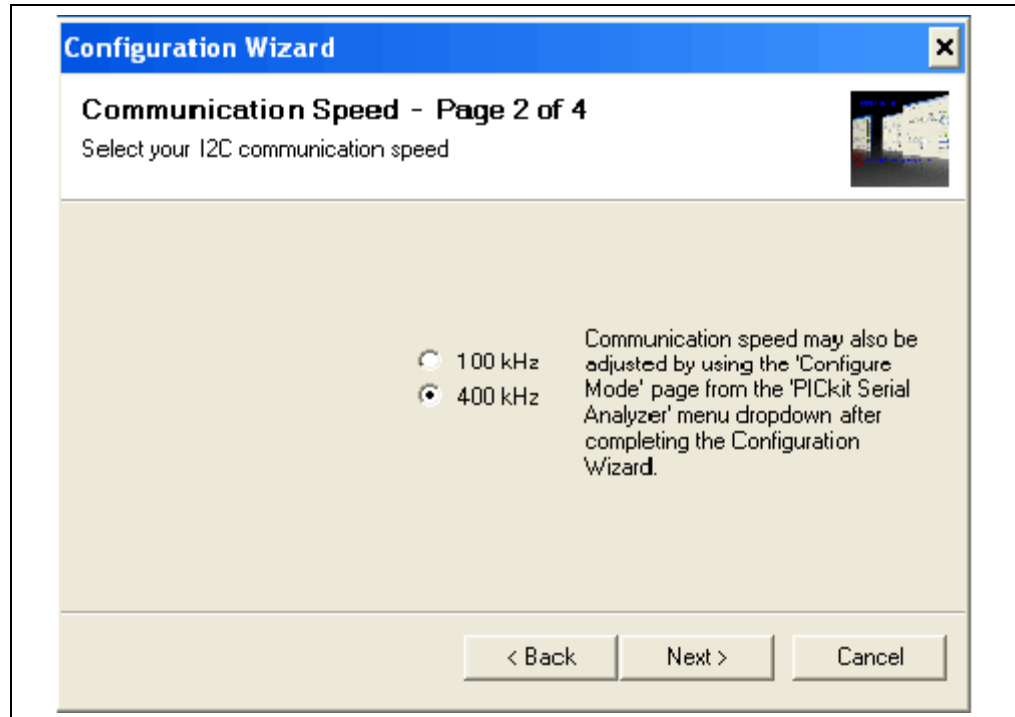 Configuration Wizard
Communication Speed - Page 2 of 4
Select your I2C communication speed
100 kHz
400 kHz
Communication speed may also be
adjusted by using the 'Configure
Mode' page from the 'PICkit Serial
Analyzer' menu dropdown after
completing the Configuration
Wizard.
< Back
Next >
Cancel